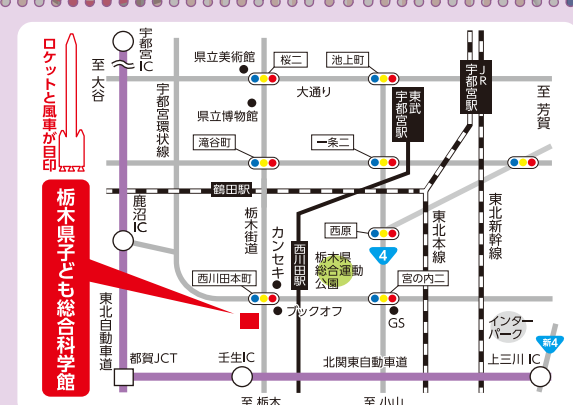 ロケットと風車が目印
宇都宮IC
至 大谷
宇都宮環状線
県立美術館
桜二
池上町
大通り
県立博物館
東武宇都宮駅
JR宇都宮駅
至 芳賀
滝谷町
一条二
鶴田駅
栃木県子ども総合科学館
鹿沼IC
栃木街道
カンセキ
西川田駅
西原
4
栃木県
総合運動
公園
東北本線
東北新幹線
西川田本町
宮の内二
ブックオフ
GS
インター
パーク
新4
東北自動車道
都賀JCT
壬生IC
北関東自動車道
上三川 IC
至 栃木
至 小山